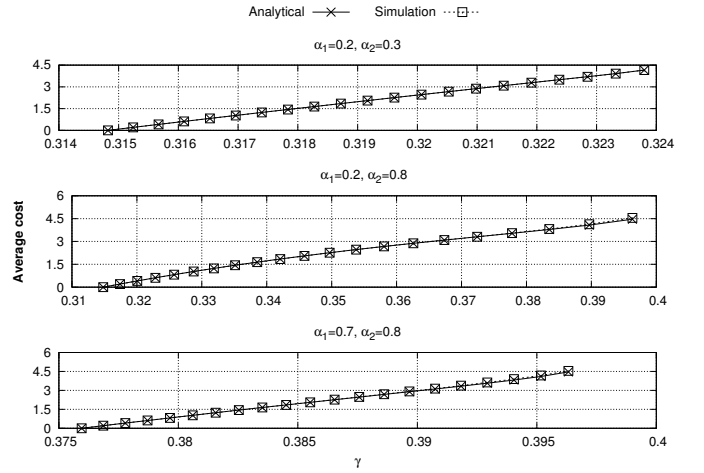 Analytical Simulation
α1=0.2, α2=0.3
4.5
3
1.5
0
0.314 0.315 0.316 0.317 0.318 0.319 0.32 0.321 0.322 0.323 0.324
α1=0.2, α2=0.8
6
4.5
3
1.5
0
0.31 0.32 0.33 0.34 0.35 0.36 0.37 0.38 0.39 0.4
Average cost
α1=0.7, α2=0.8
6
4.5
3
1.5
0
0.375 0.38 0.385 0.39 0.395 0.4
γ